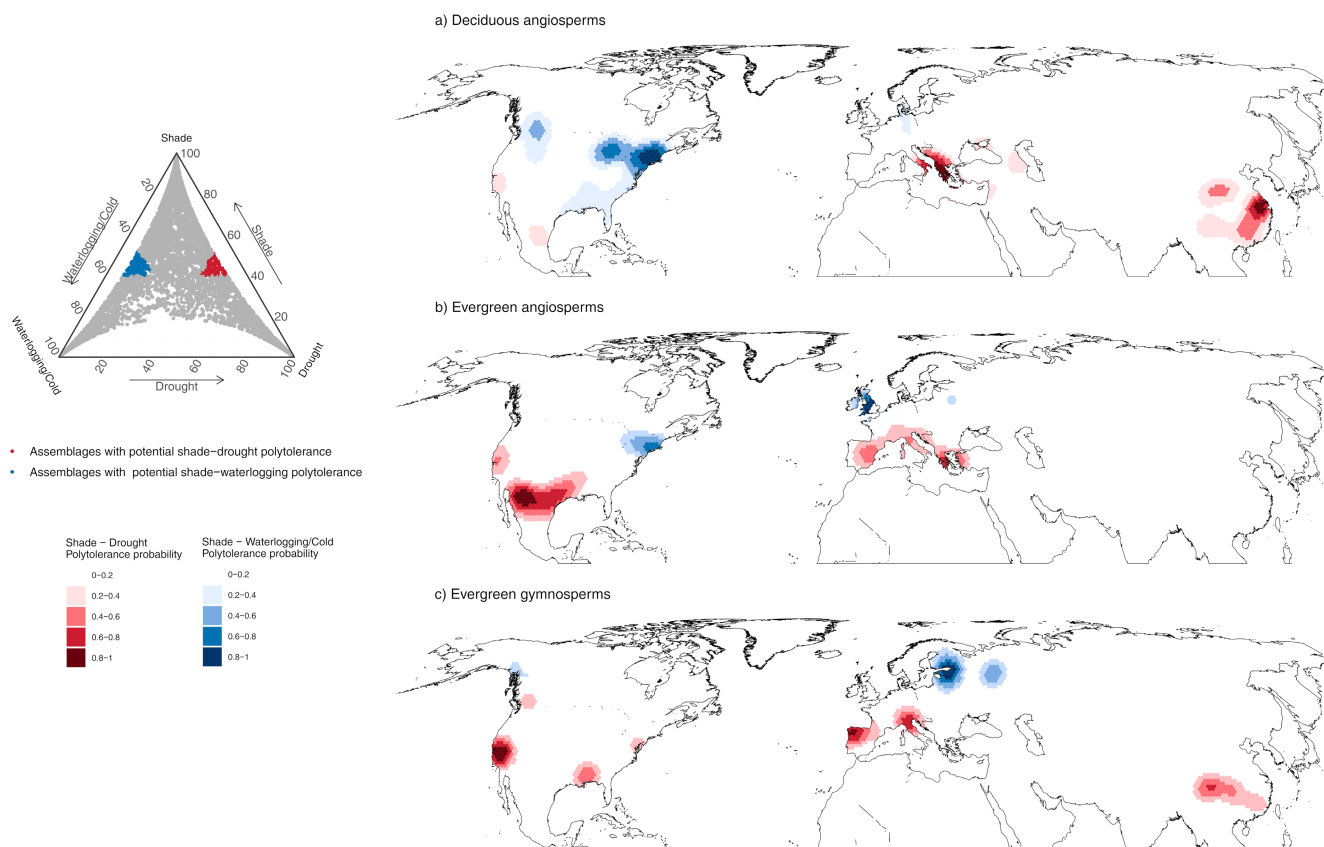 a) Deciduous angiosperms
Shade
100
20
80
Waterlogging/Cold
40
60
Shade
60
40
80
20
Waterlogging/Cold
100
20
40
60
80
100
Drought
Drought
b) Evergreen angiosperms
Assemblages with potential shade−drought polytolerance
Assemblages with potential shade−waterlogging polytolerance
Shade − Drought
Polytolerance probability
0−0.2
0.2−0.4
0.4−0.6
0.6−0.8
0.8−1
Shade − Waterlogging/Cold
Polytolerance probability
0−0.2
0.2−0.4
0.4−0.6
0.6−0.8
0.8−1
c) Evergreen gymnosperms